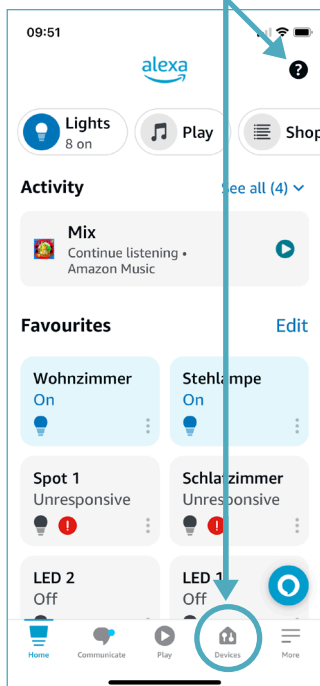 09:51
alexa
?
Lights
8 on
Play
Shop
Activity
See all (4)
Mix
Continue listening •
Amazon Music
Favourites
Edit
Wohnzimmer
On
Stehlampe
On
Spot 1
Unresponsive
Schlafzimmer
Unresponsive
LED 2
Off
LED 1
Off
Home
Communicate
Play
Devices
More